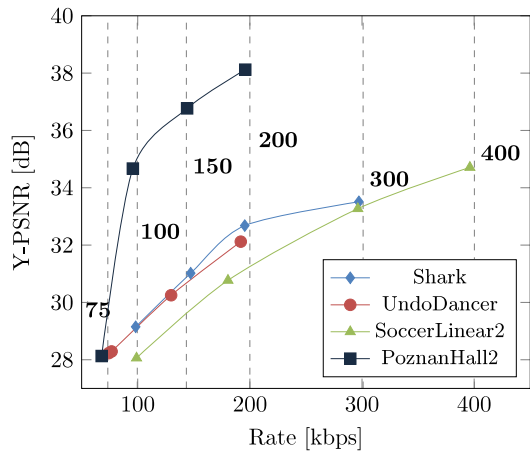 40
38
36
34
32
30
28
Y-PSNR [dB]
400
300
200
150
100
75
Shark
UndoDancer
SoccerLinear2
PoznanHall2
100
200
300
400
Rate [kbps]